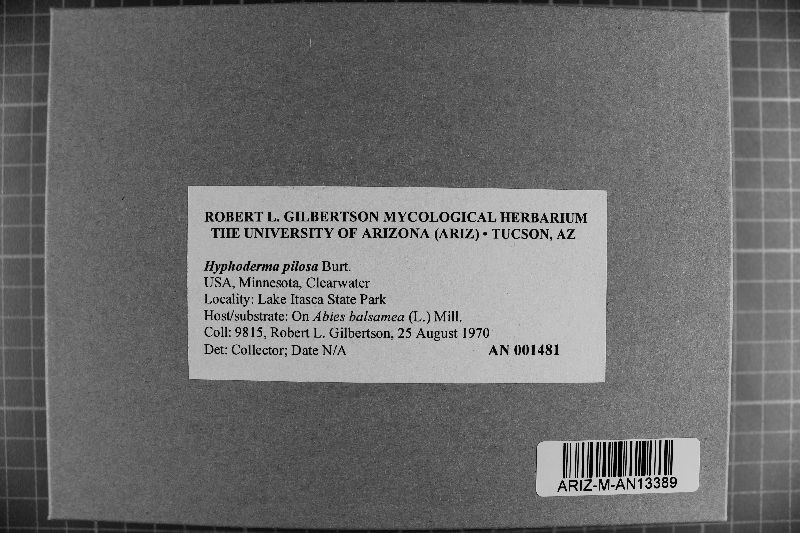 ROBERT L. GILBERTSON MYCOLOGICAL HERBARIUM
THE UNIVERSITY OF ARIZONA (ARIZ) • TUCSON, AZ
Hyphoderma pilosa Burt.
USA, Minnesota, Clearwater
Locality: Lake Itasca State Park
Host/substrate: On Abies balsamea (L.) Mill.
Coll: 9815, Robert L. Gilbertson, 25 August 1970
Det: Collector; Date N/A AN 001481
ARIZ-M-AN13389